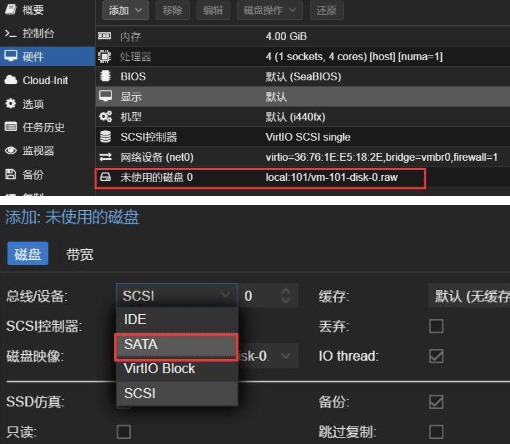 概要
添加 移除 编辑 磁盘操作 还原
控制台
内存 4.00 GiB
硬件
处理器 4 (1 sockets, 4 cores) [host] [numa=1]
Cloud-Init
BIOS 默认 (SeaBIOS)
选项
显示 默认
任务历史
机型 默认 (i440fx)
SCSI控制器 VirtIO SCSI single
监视器
网络设备 (net0) virtio=36:76:1E:E5:18:2E,bridge=vmbr0,firewall=1
备份
未使用的磁盘 0 local:101/vm-101-disk-0.raw
添加: 未使用的磁盘
磁盘 带宽
总线/设备: SCSI 0 缓存: 默认 (无缓存
SCSI控制器: IDE 丢弃:
磁盘映像: SATA sk-0. IO thread:
VirtIO Block
SCSI
SSD仿真: 备份:
只读: 跳过复制: